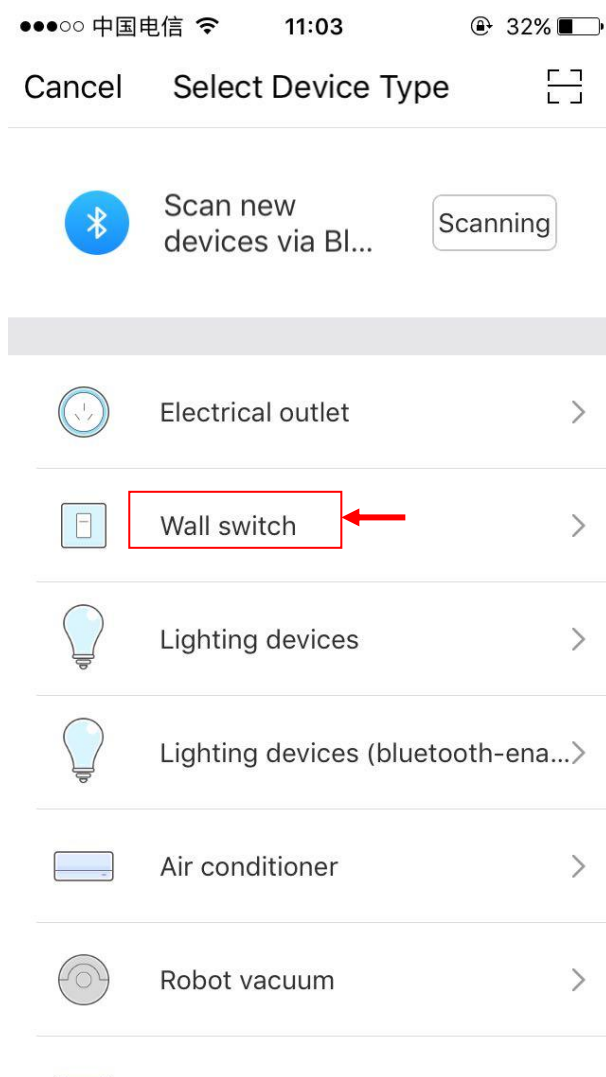 中国电信 11:03 32%
Cancel Select Device Type
Scan new
devices via Bl...
Scanning
Electrical outlet
Wall switch
Lighting devices
Lighting devices (bluetooth-ena...
Air conditioner
Robot vacuum